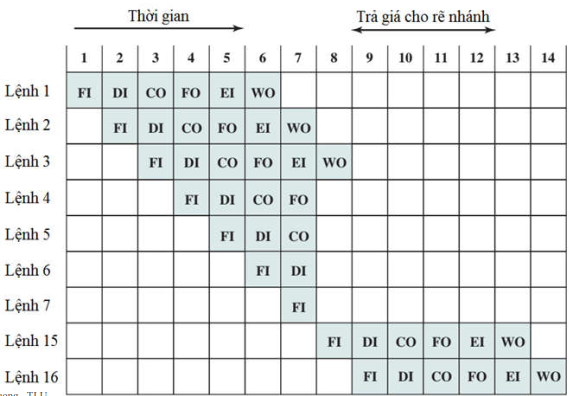 Thời gian Trả giá cho rẽ nhánh
1 2 3 4 5 6 7 8 9 10 11 12 13 14
Lệnh 1 FI DI CO FO EI WO
Lệnh 2 FI DI CO FO EI WO
Lệnh 3 FI DI CO FO EI WO
Lệnh 4 FI DI CO FO
Lệnh 5 FI DI CO
Lệnh 6 FI DI
Lệnh 7 FI
Lệnh 15 FI DI CO FO EI WO
Lệnh 16 FI DI CO FO EI WO